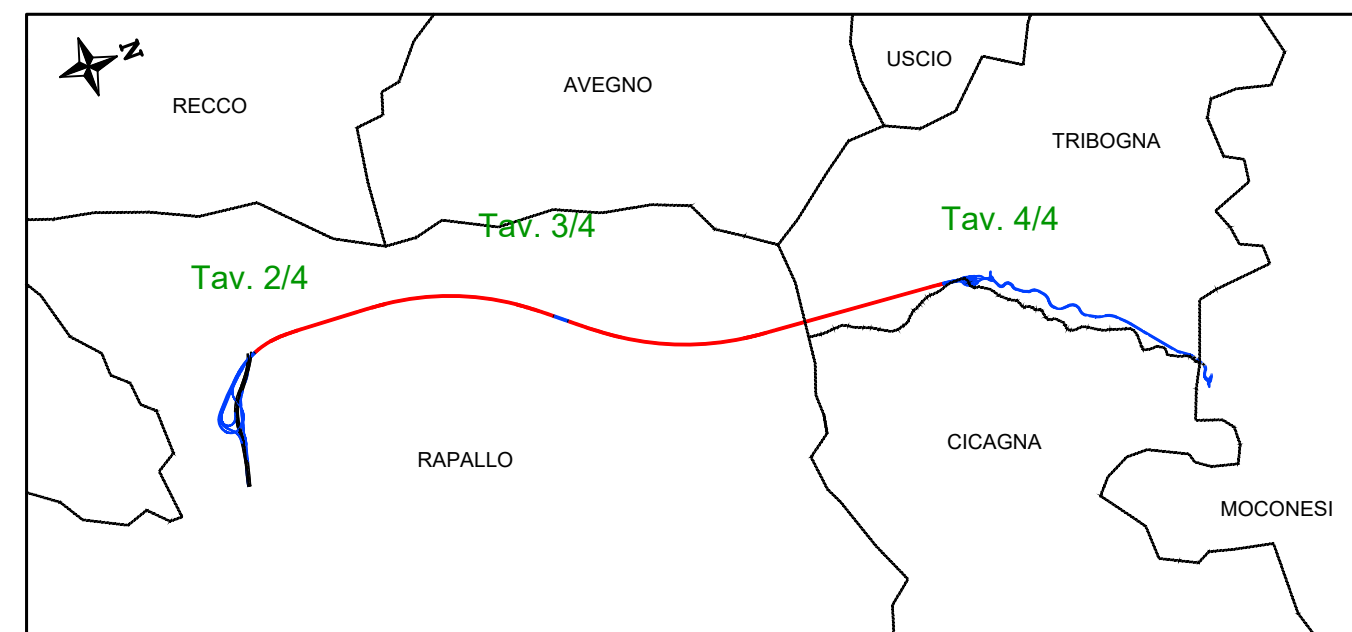 N
USCIO
AVEGNO
RECCO
TRIBOGNA
Tav. 3/4
Tav. 4/4
Tav. 2/4
CICAGNA
RAPALLO
MOCONESI